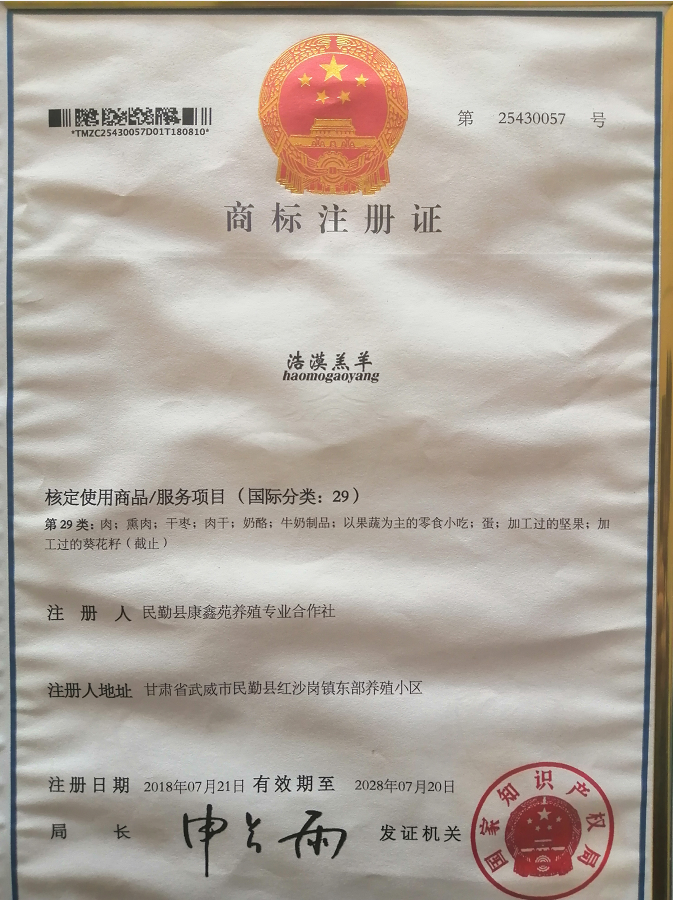 *TMZC25430057D01T180810*
第 25430057 号
商标注册证
浩漠羔羊
haomogaoyang
核定使用商品/服务项目（国际分类：29）
第29类：肉；熏肉；干枣；肉干；奶酪；牛奶制品；以果蔬为主的零食小吃；蛋；加工过的坚果；加
工过的葵花籽（截止）
注册人 民勤县康鑫苑养殖专业合作社
注册人地址 甘肃省武威市民勤县红沙岗镇东部养殖小区
注册日期 2018年07月21日 有效期至 2028年07月20日
局长 申长雨 发证机关
国家知识产权局